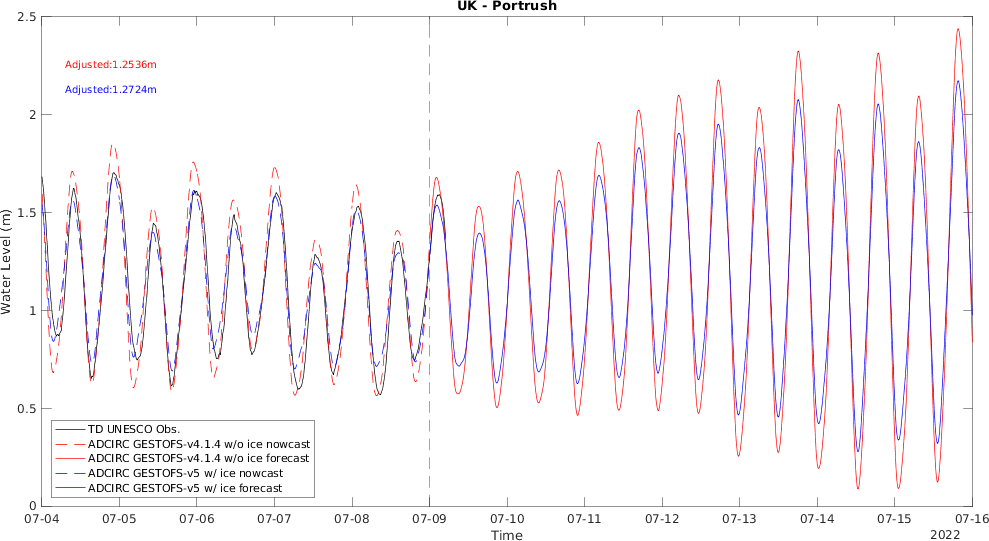 UK - Portrush
2.5
Adjusted:1.2536m
Adjusted:1.2724m
2
1.5
Water Level (m)
1
0.5
TD UNESCO Obs.
ADCIRC GESTOFS-v4.1.4 w/o ice nowcast
ADCIRC GESTOFS-v4.1.4 w/o ice forecast
ADCIRC GESTOFS-v5 w/ ice nowcast
ADCIRC GESTOFS-v5 w/ ice forecast
0
07-04 07-05 07-06 07-07 07-08 07-09 07-10 07-11 07-12 07-13 07-14 07-15 07-16
Time
2022